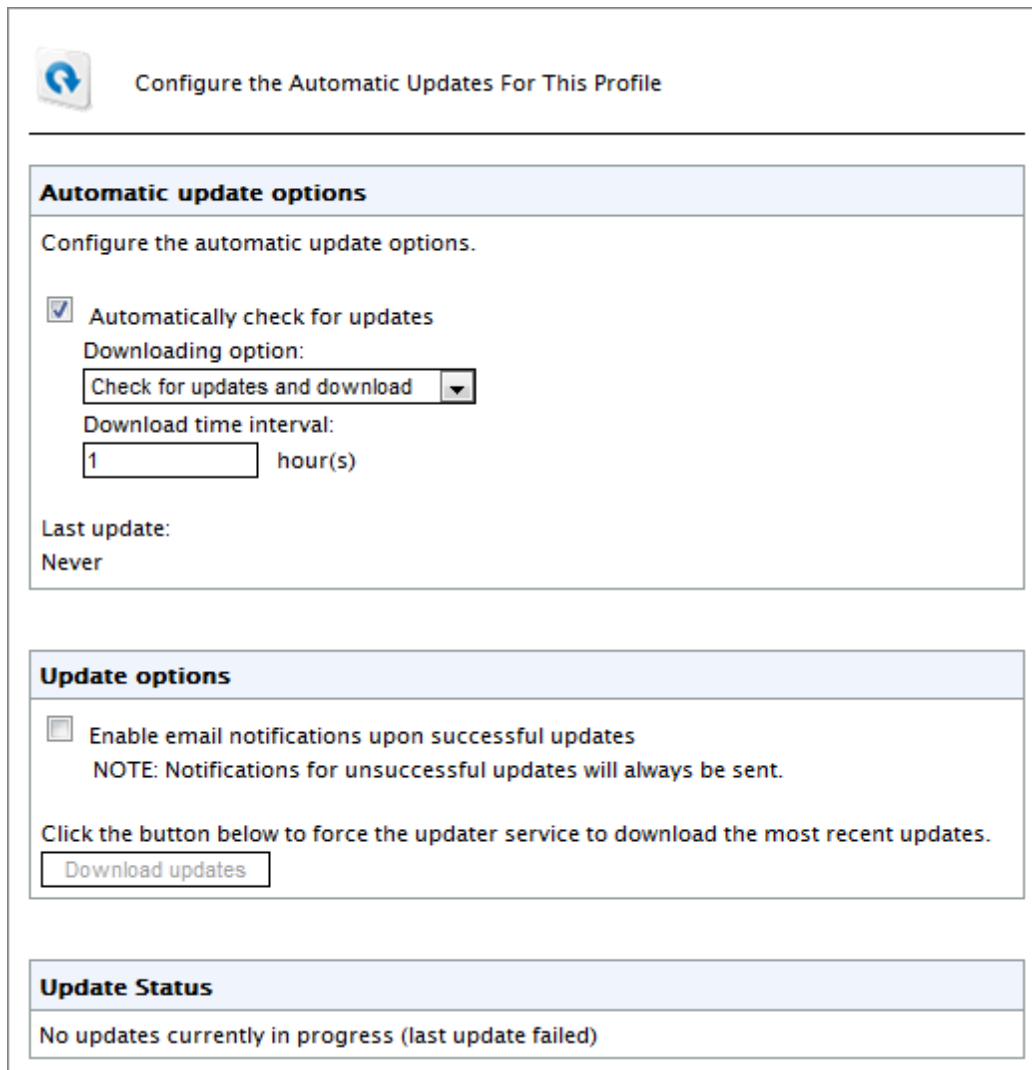 Configure the Automatic Updates For This Profile
Automatic update options
Configure the automatic update options.
Automatically check for updates
Downloading option:
Check for updates and download
Download time interval:
1 hour(s)
Last update:
Never
Update options
Enable email notifications upon successful updates
NOTE: Notifications for unsuccessful updates will always be sent.
Click the button below to force the updater service to download the most recent updates.
Download updates
Update Status
No updates currently in progress (last update failed)